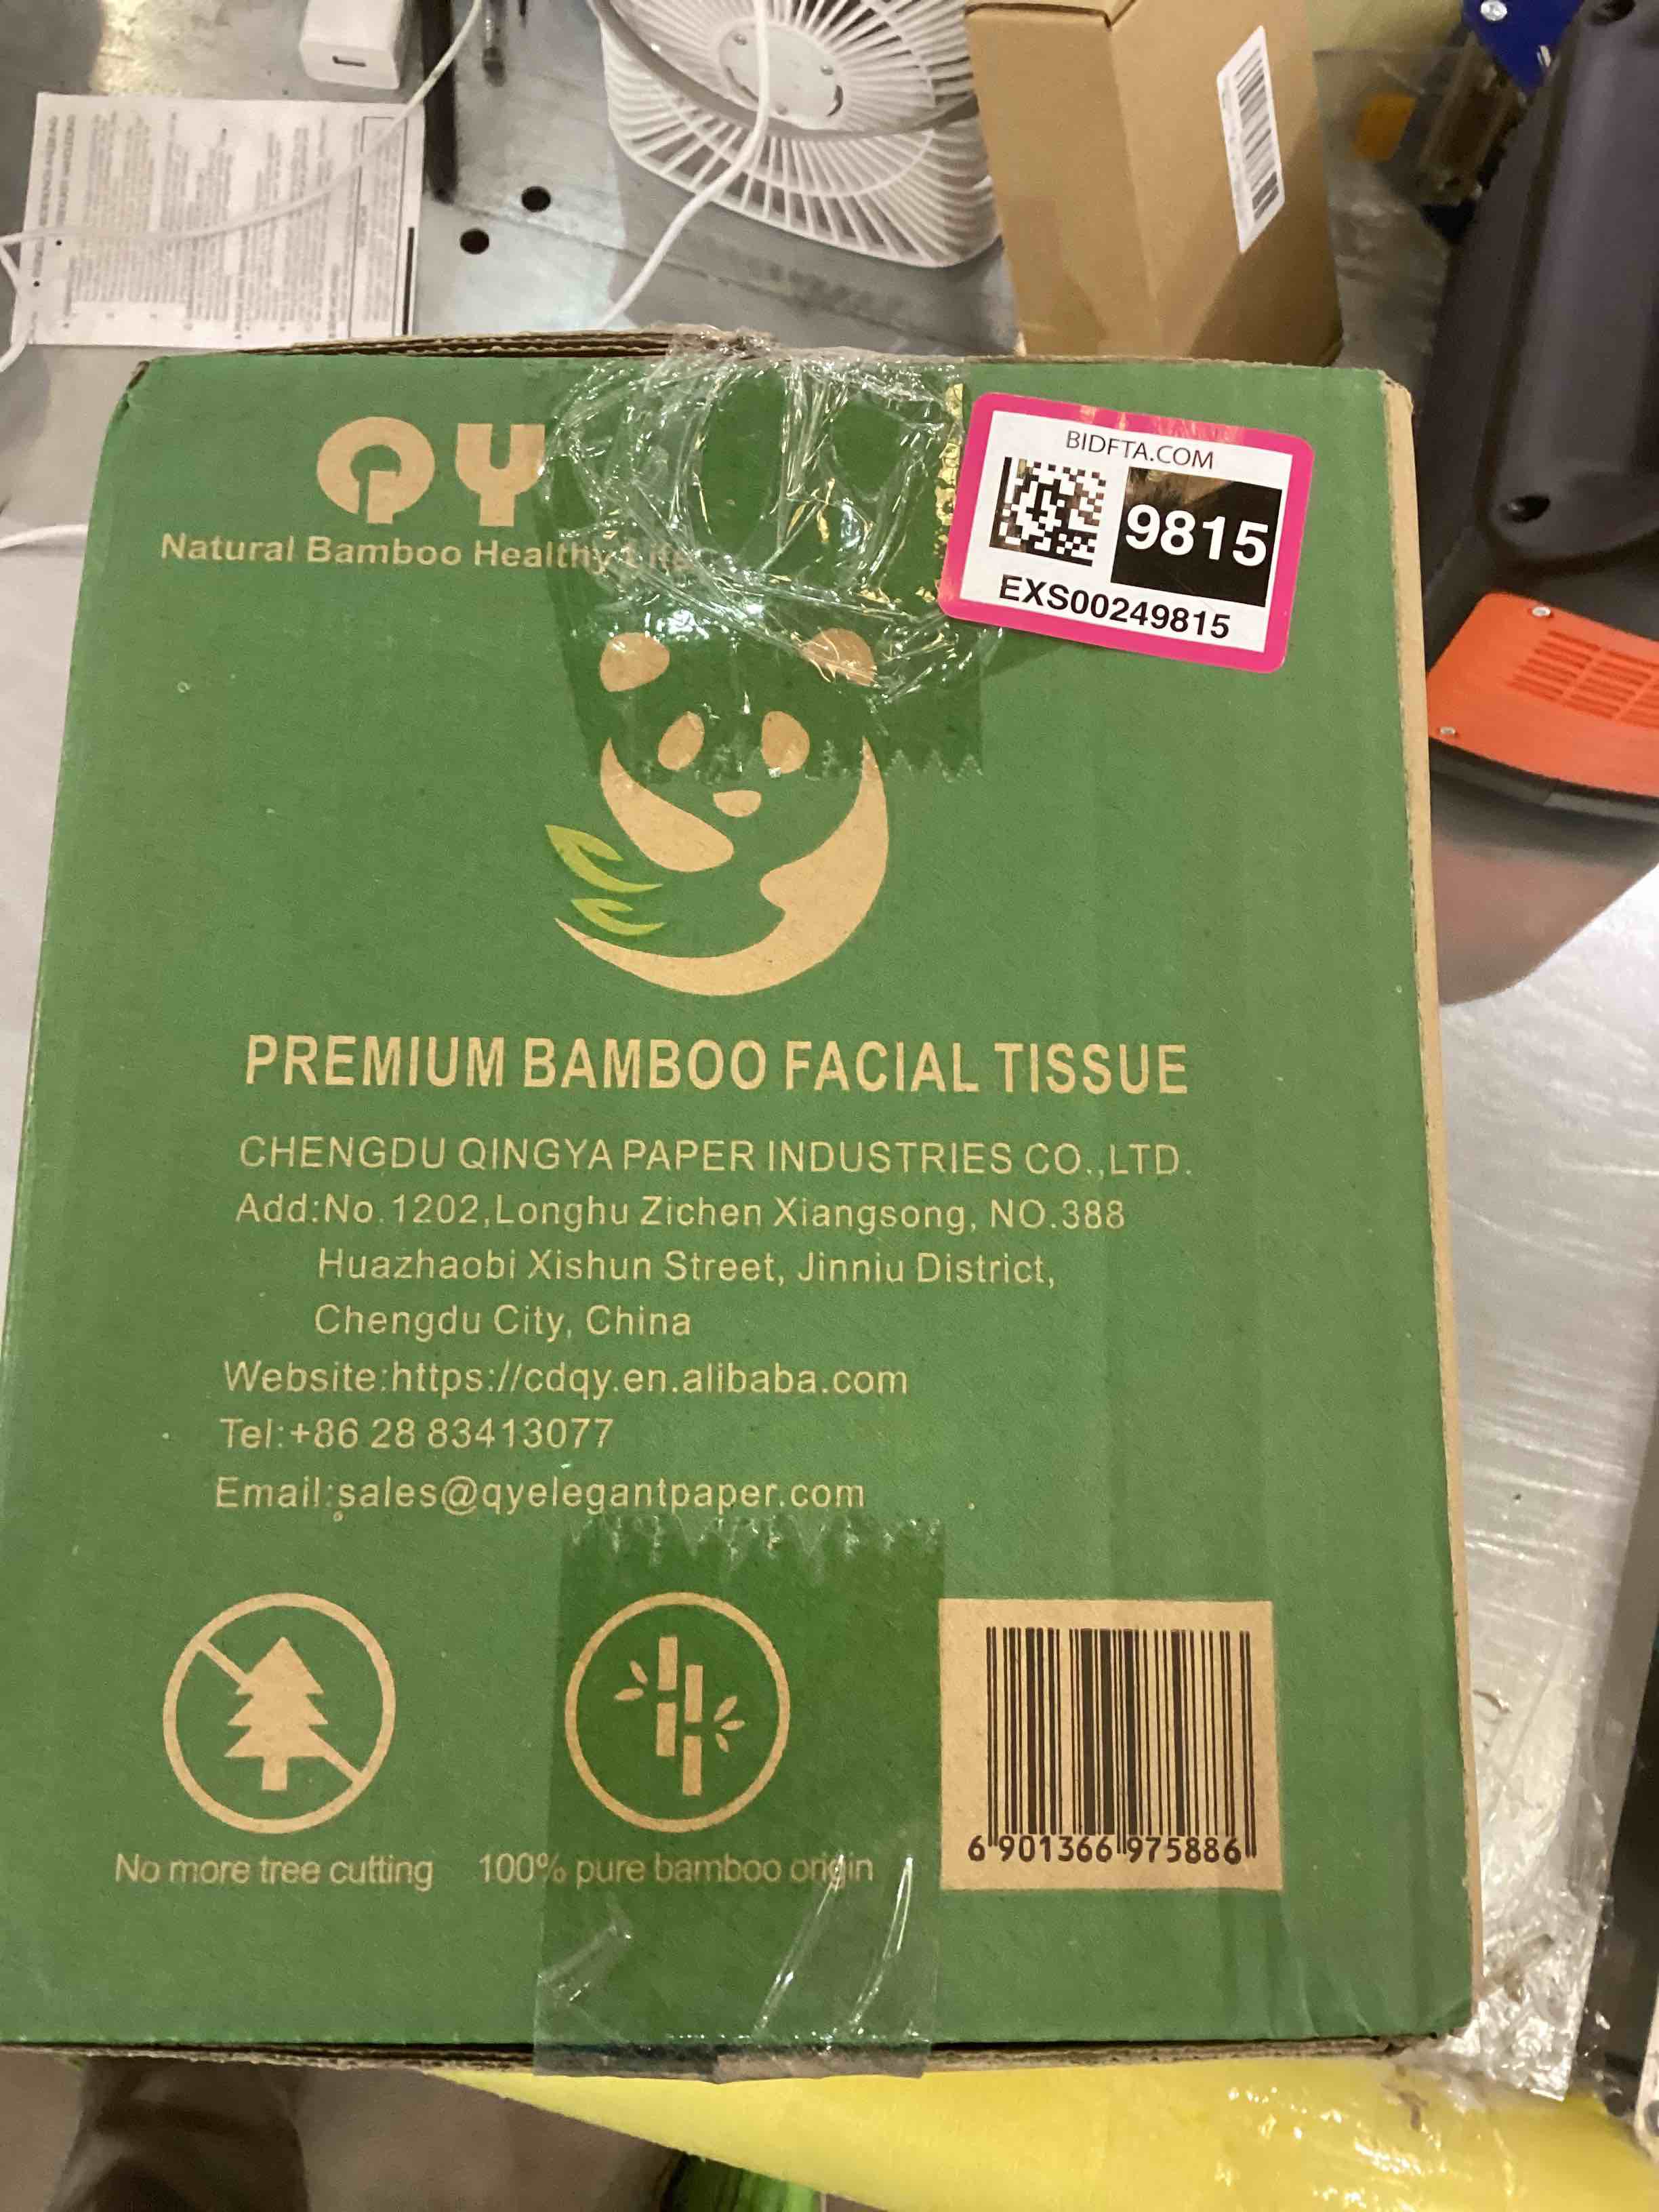 QY
Natural Bamboo Healthy Life
BIDFTA.COM
9815
EXS00249815
PREMIUM BAMBOO FACIAL TISSUE
CHENGDU QINGYA PAPER INDUSTRIES CO.,LTD.
Add:No.1202,Longhu Zichen Xiangsong, NO.388
Huazhaobi Xishun Street, Jinniu District,
Chengdu City, China
Website:https://cdqy.en.alibaba.com
Tel:+86 28 83413077
Email:sales@qyelegantpaper.com
No more tree cutting
100% pure bamboo origin
6 901366 975886